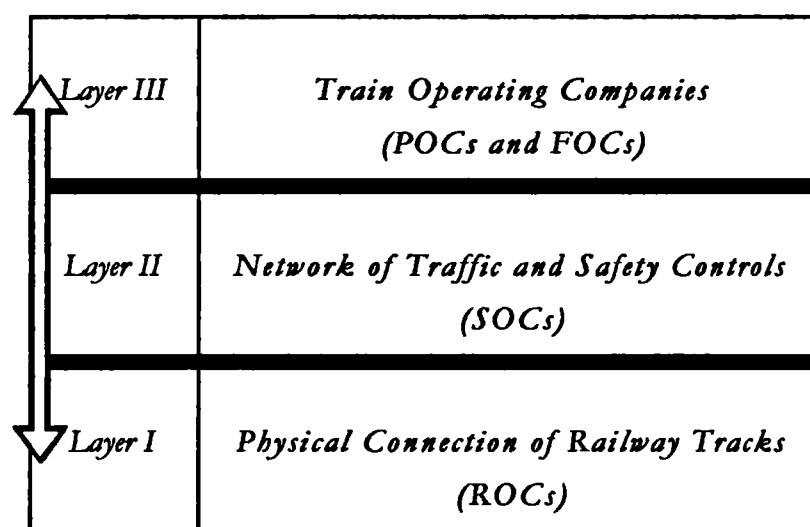 Layer III
Train Operating Companies
(POCs and FOCs)
Layer II
Network of Traffic and Safety Controls
(SOCs)
Layer I
Physical Connection of Railway Tracks
(ROCs)